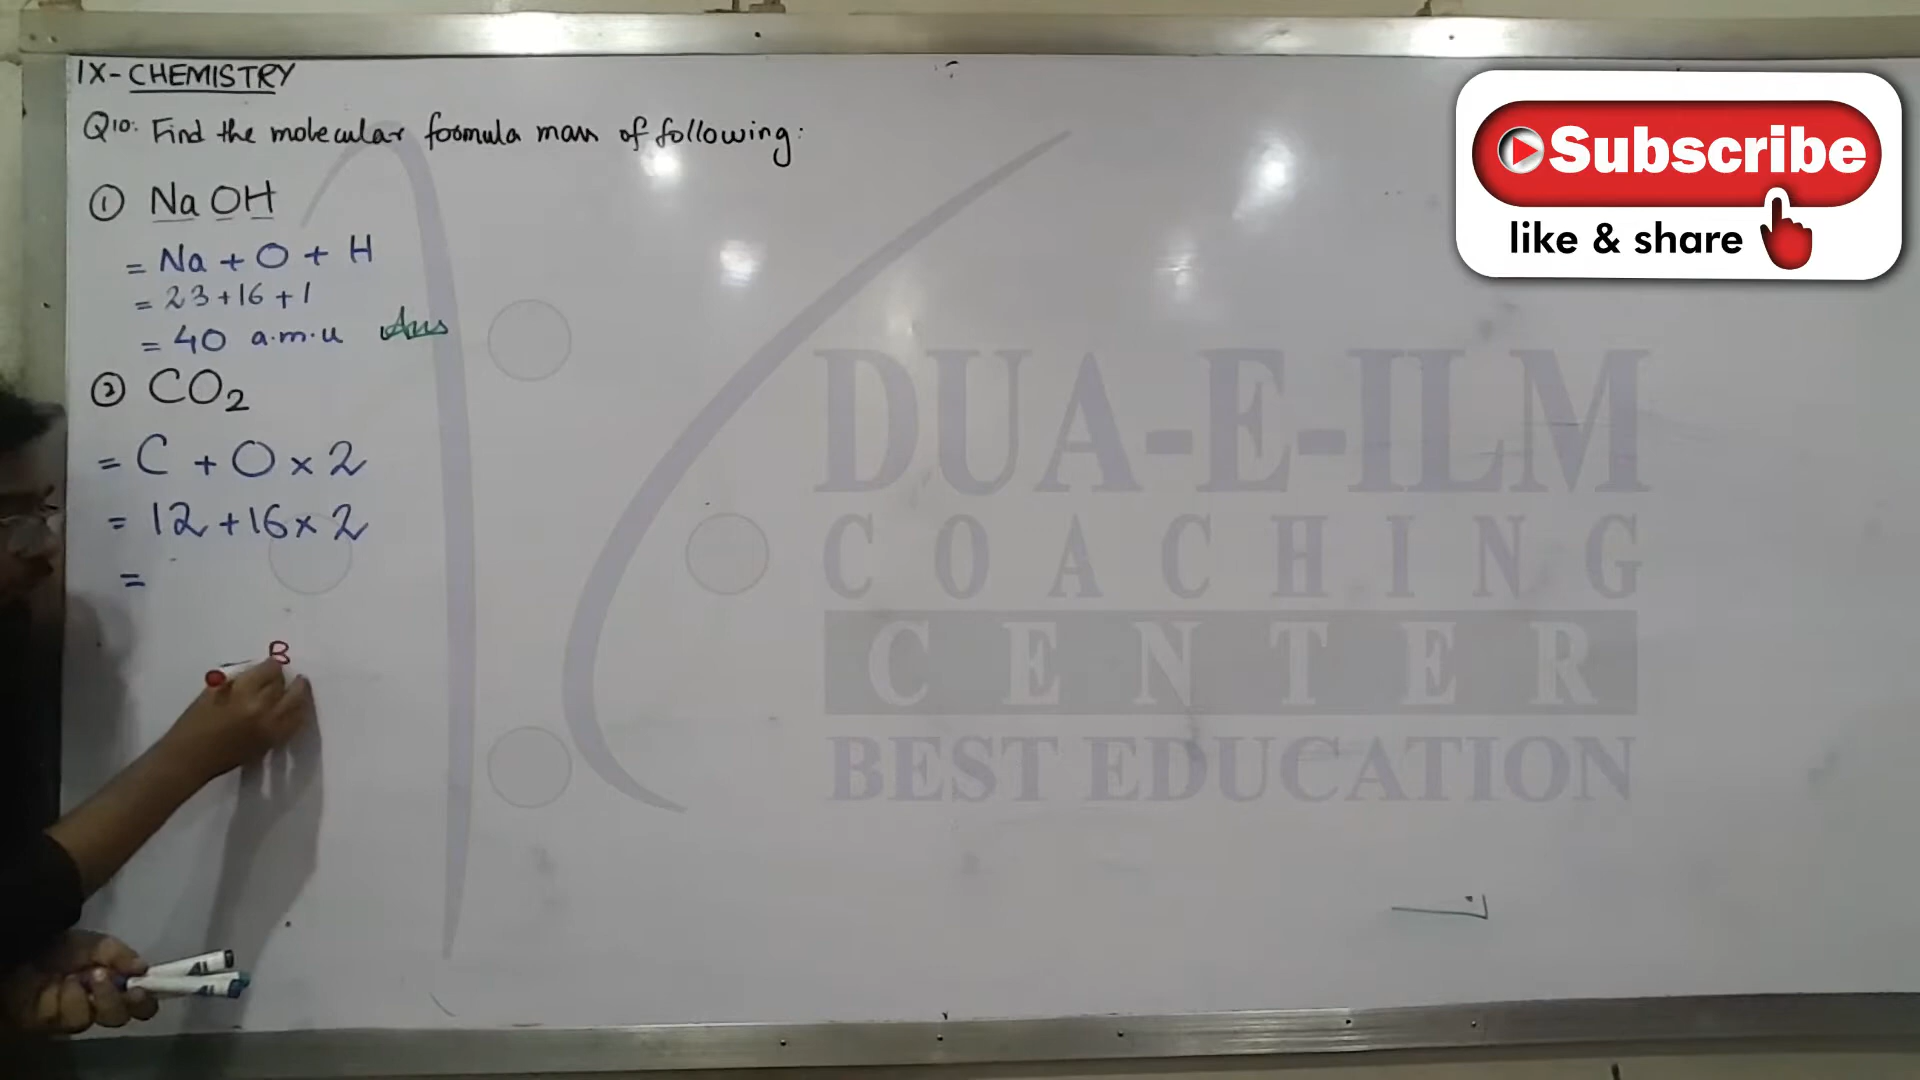 IX- CHEMISTRY
Q10: Find the molecular formula mass of following:
① NaOH
= Na + O + H
= 23+16+1
= 40 a.m.u Ans
② CO₂
= C + O × 2
= 12 + 16 × 2
=
B
Subscribe
like & share
DUA-E-ILM
COACHING
CENTER
BEST EDUCATION